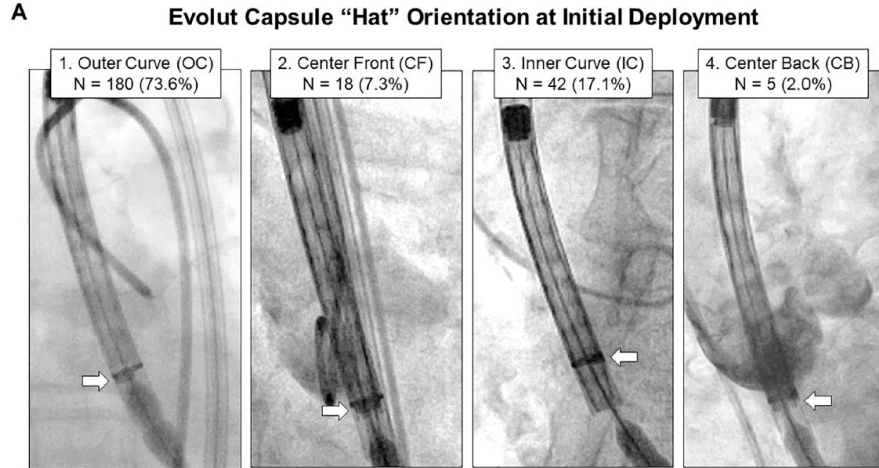 A
Evolut Capsule “Hat” Orientation at Initial Deployment
1. Outer Curve (OC)
N = 180 (73.6%)
2. Center Front (CF)
N = 18 (7.3%)
3. Inner Curve (IC)
N = 42 (17.1%)
4. Center Back (CB)
N = 5 (2.0%)